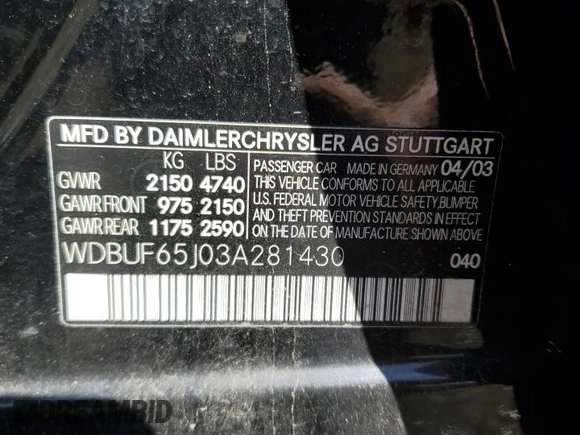 MFD BY DAIMLERCHRYSLER AG STUTTGART
KG LBS
GVWR 2150 4740
GAWR FRONT 975 2150
GAWR REAR 1175 2590
PASSENGER CAR MADE IN GERMANY 04/03
THIS VEHICLE CONFORMS TO ALL APPLICABLE
U.S. FEDERAL MOTOR VEHICLE SAFETY, BUMPER
AND THEFT PREVENTION STANDARDS IN EFFECT
ON THE DATE OF MANUFACTURE SHOWN ABOVE
WDBUF65J03A281430 040
DREAMBID